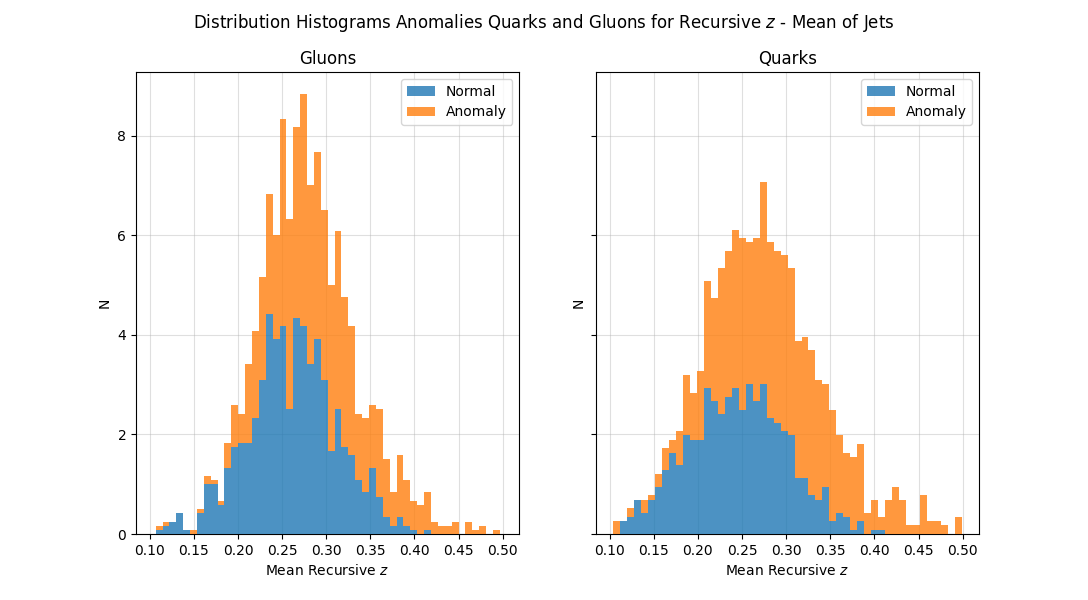 Distribution Histograms Anomalies Quarks and Gluons for Recursive z - Mean of Jets
Gluons
Normal
Anomaly
N
8
6
4
2
0
0.10 0.15 0.20 0.25 0.30 0.35 0.40 0.45 0.50
Mean Recursive z
Quarks
Normal
Anomaly
N
0.10 0.15 0.20 0.25 0.30 0.35 0.40 0.45 0.50
Mean Recursive z